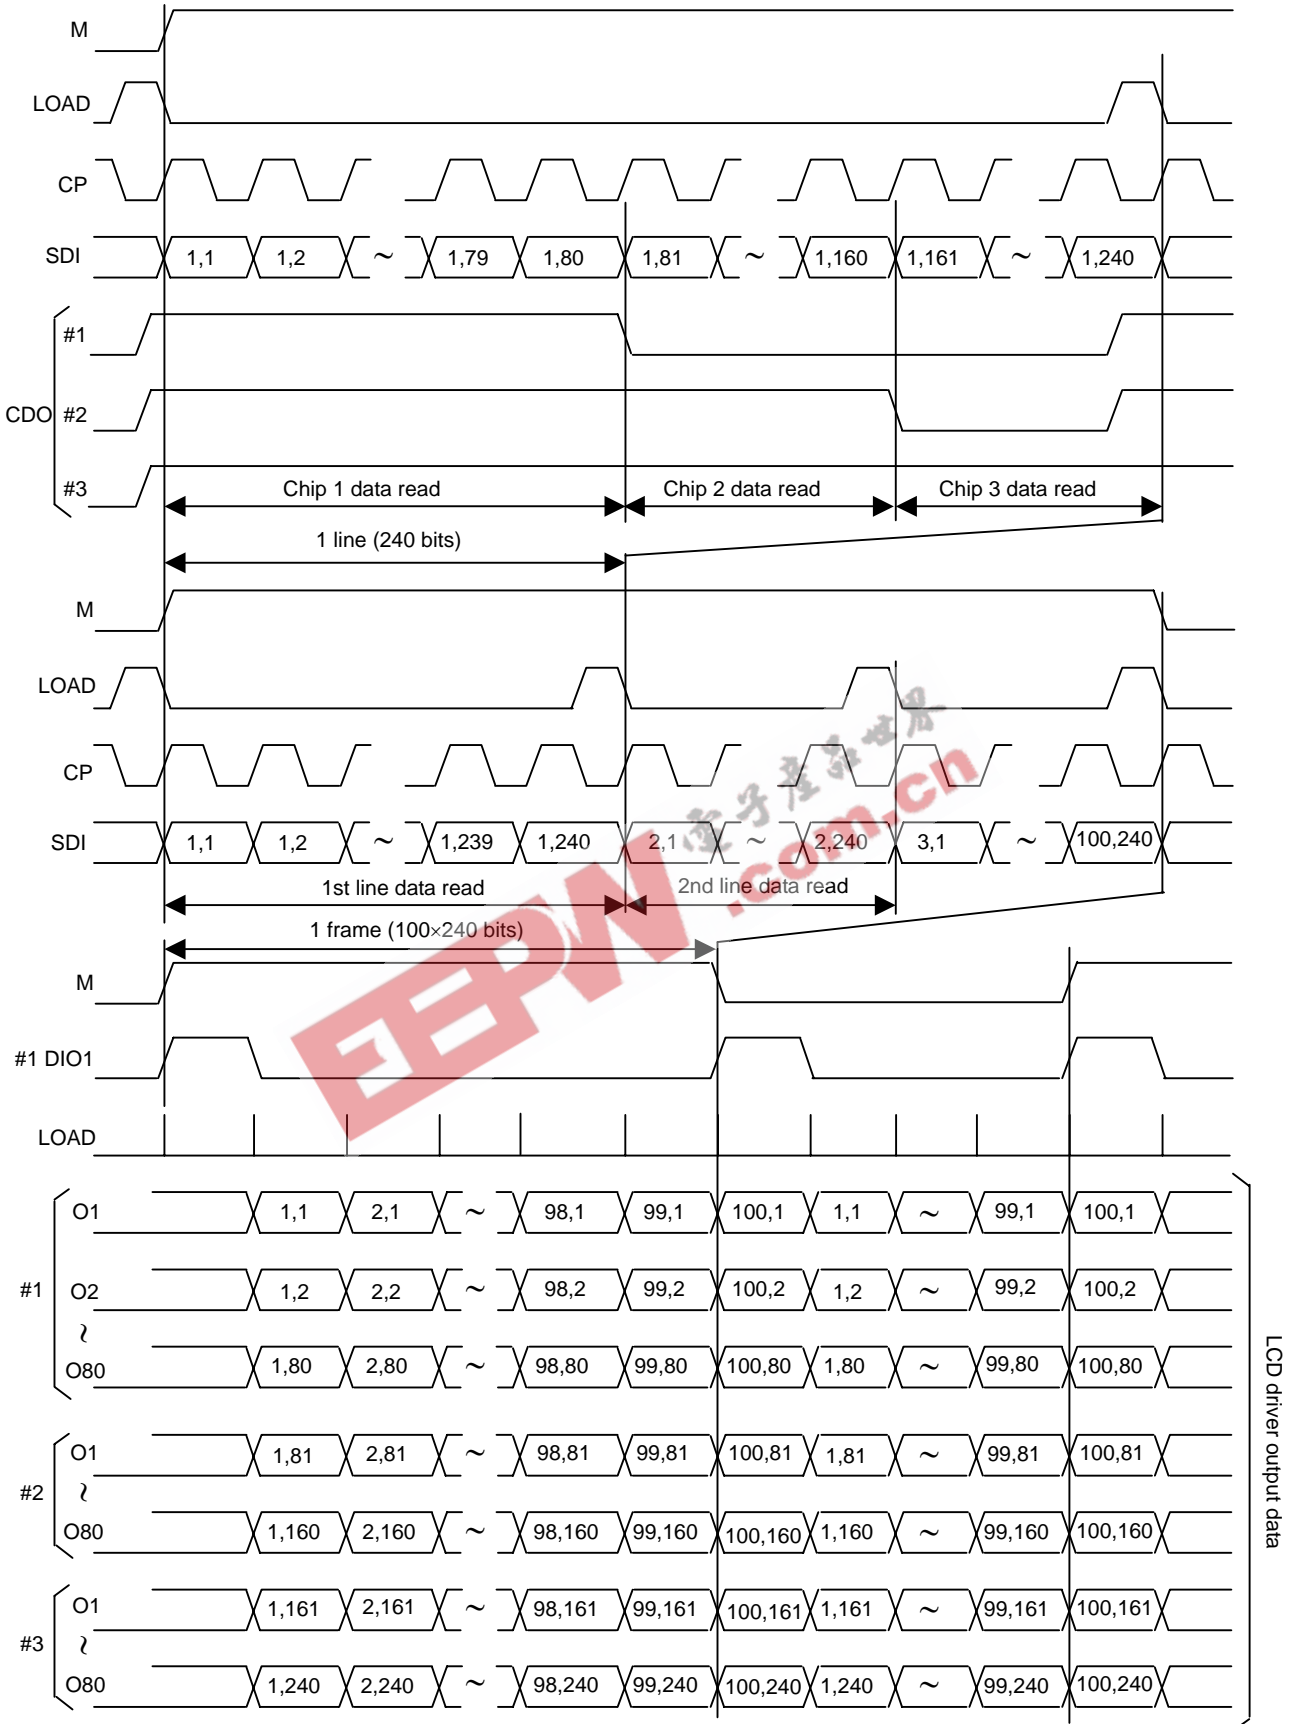 M
LOAD
CP
SDI 1,1 1,2 ~ 1,79 1,80 1,81 ~ 1,160 1,161 ~ 1,240
#1
CDO #2
#3
Chip 1 data read Chip 2 data read Chip 3 data read
1 line (240 bits)
M
LOAD
CP
SDI 1,1 1,2 ~ 1,239 1,240 2,1 ~ 2,240 3,1 ~ 100,240
1st line data read 2nd line data read
1 frame (100×240 bits)
M
#1 DIO1
LOAD
O1 1,1 2,1 ~ 98,1 99,1 100,1 1,1 ~ 99,1 100,1
#1 O2 1,2 2,2 ~ 98,2 99,2 100,2 1,2 ~ 99,2 100,2
~
O80 1,80 2,80 ~ 98,80 99,80 100,80 1,80 ~ 99,80 100,80
O1 1,81 2,81 ~ 98,81 99,81 100,81 1,81 ~ 99,81 100,81
#2 ~
O80 1,160 2,160 ~ 98,160 99,160 100,160 1,160 ~ 99,160 100,160
O1 1,161 2,161 ~ 98,161 99,161 100,161 1,161 ~ 99,161 100,161
#3 ~
O80 1,240 2,240 ~ 98,240 99,240 100,240 1,240 ~ 99,240 100,240
LCD driver output data
EEPW.com.cn
電子產品世界